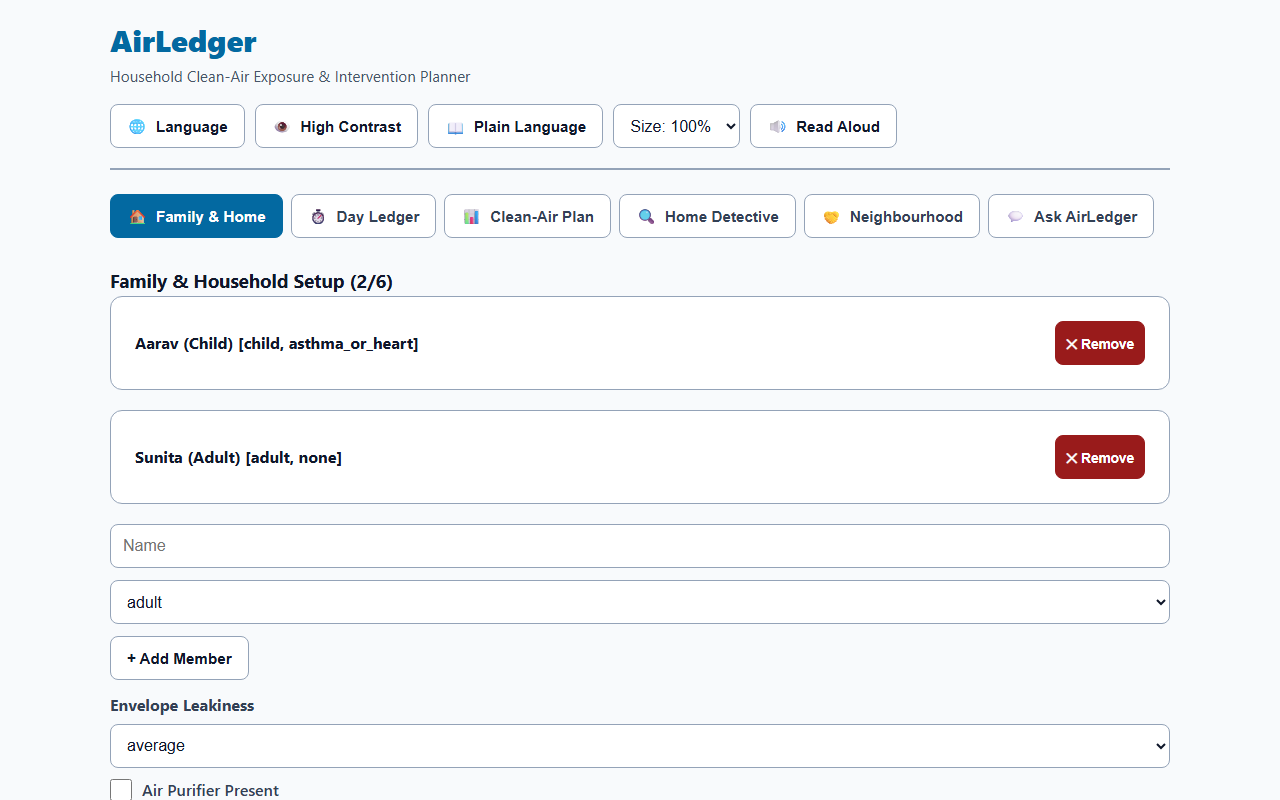 AirLedger
Household Clean-Air Exposure & Intervention Planner
Language
High Contrast
Plain Language
Size: 100%
Read Aloud
Family & Home
Day Ledger
Clean-Air Plan
Home Detective
Neighbourhood
Ask AirLedger
Family & Household Setup (2/6)
Aarav (Child) [child, asthma_or_heart]
Remove
Sunita (Adult) [adult, none]
Remove
Name
adult
+ Add Member
Envelope Leakiness
average
Air Purifier Present